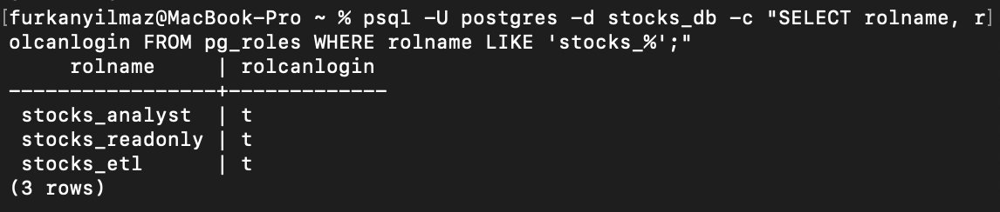 [furkanyilmaz@MacBook-Pro ~ % psql -U postgres -d stocks_db -c "SELECT rolname, r]
olcanlogin FROM pg_roles WHERE rolname LIKE 'stocks_%';"
     rolname     | rolcanlogin
-----------------+-------------
 stocks_analyst  | t
 stocks_readonly | t
 stocks_etl      | t
(3 rows)